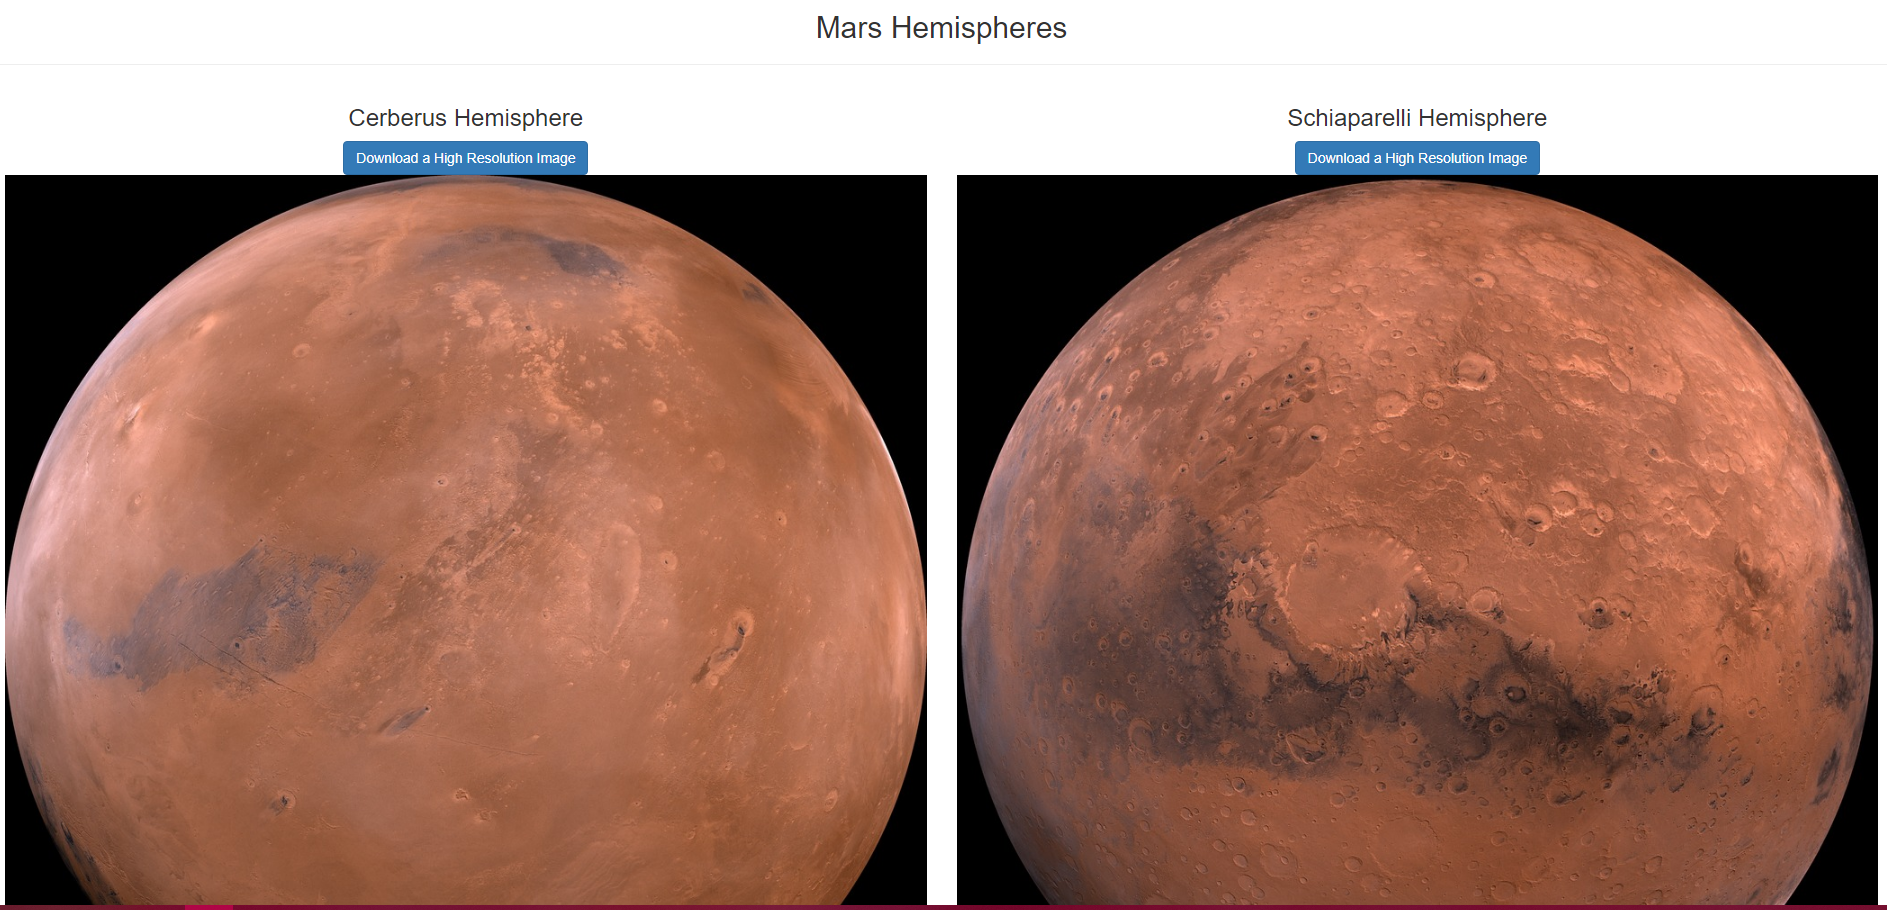 Mars Hemispheres
Cerberus Hemisphere
Download a High Resolution Image
Schiaparelli Hemisphere
Download a High Resolution Image